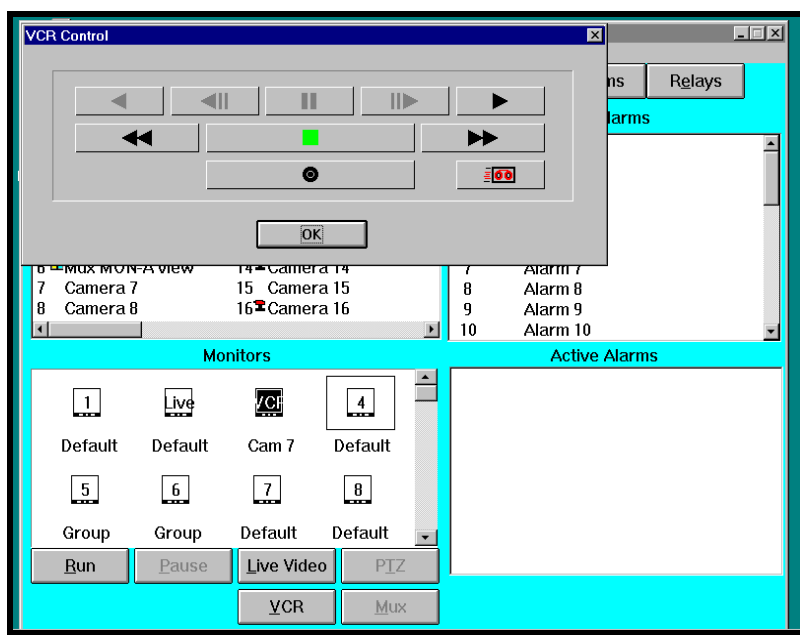 VCR Control
ms
Relays
larms
OK
6 Mux MON-A view 14 Camera 14
7 Camera 7 15 Camera 15
8 Camera 8 16 Camera 16
7 Alarm 7
8 Alarm 8
9 Alarm 9
10 Alarm 10
Monitors
Active Alarms
1 Live VCR 4
Default Default Cam 7 Default
5 6 7 8
Group Group Default Default
Run Pause Live Video PTZ
VCR Mux